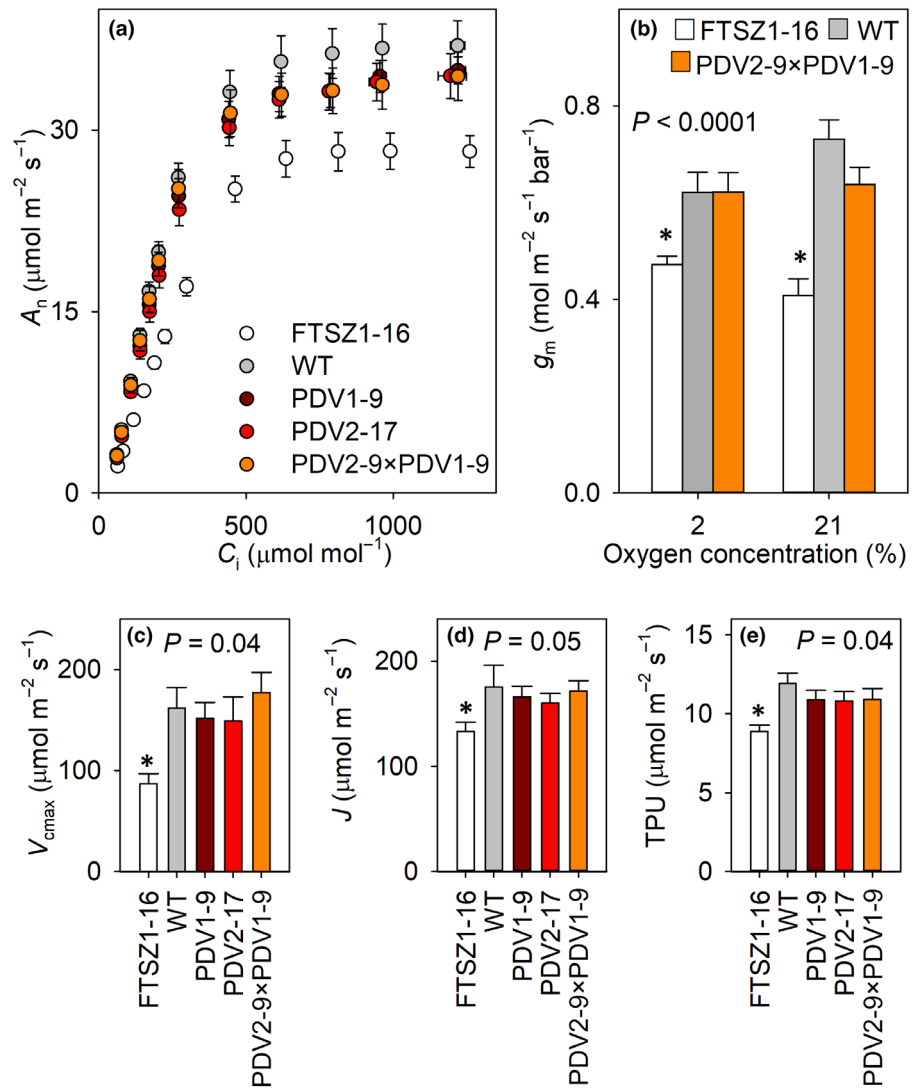 (a)
30
15
0
Aₙ (µmol m⁻² s⁻¹)
FTSZ1-16
WT
PDV1-9
PDV2-17
PDV2-9×PDV1-9
0 500 1000
Cᵢ (µmol mol⁻¹)
(b)
FTSZ1-16 WT
PDV2-9×PDV1-9
P < 0.0001
0.8
0.4
0.0
gₘ (mol m⁻² s⁻¹ bar⁻¹)
*
*
2 21
Oxygen concentration (%)
(c)
P = 0.04
200
100
0
V_cmax (µmol m⁻² s⁻¹)
*
FTSZ1-16
WT
PDV1-9
PDV2-17
PDV2-9×PDV1-9
(d)
P = 0.05
200
100
0
J (µmol m⁻² s⁻¹)
*
FTSZ1-16
WT
PDV1-9
PDV2-17
PDV2-9×PDV1-9
(e)
P = 0.04
15
10
5
0
TPU (µmol m⁻² s⁻¹)
*
FTSZ1-16
WT
PDV1-9
PDV2-17
PDV2-9×PDV1-9